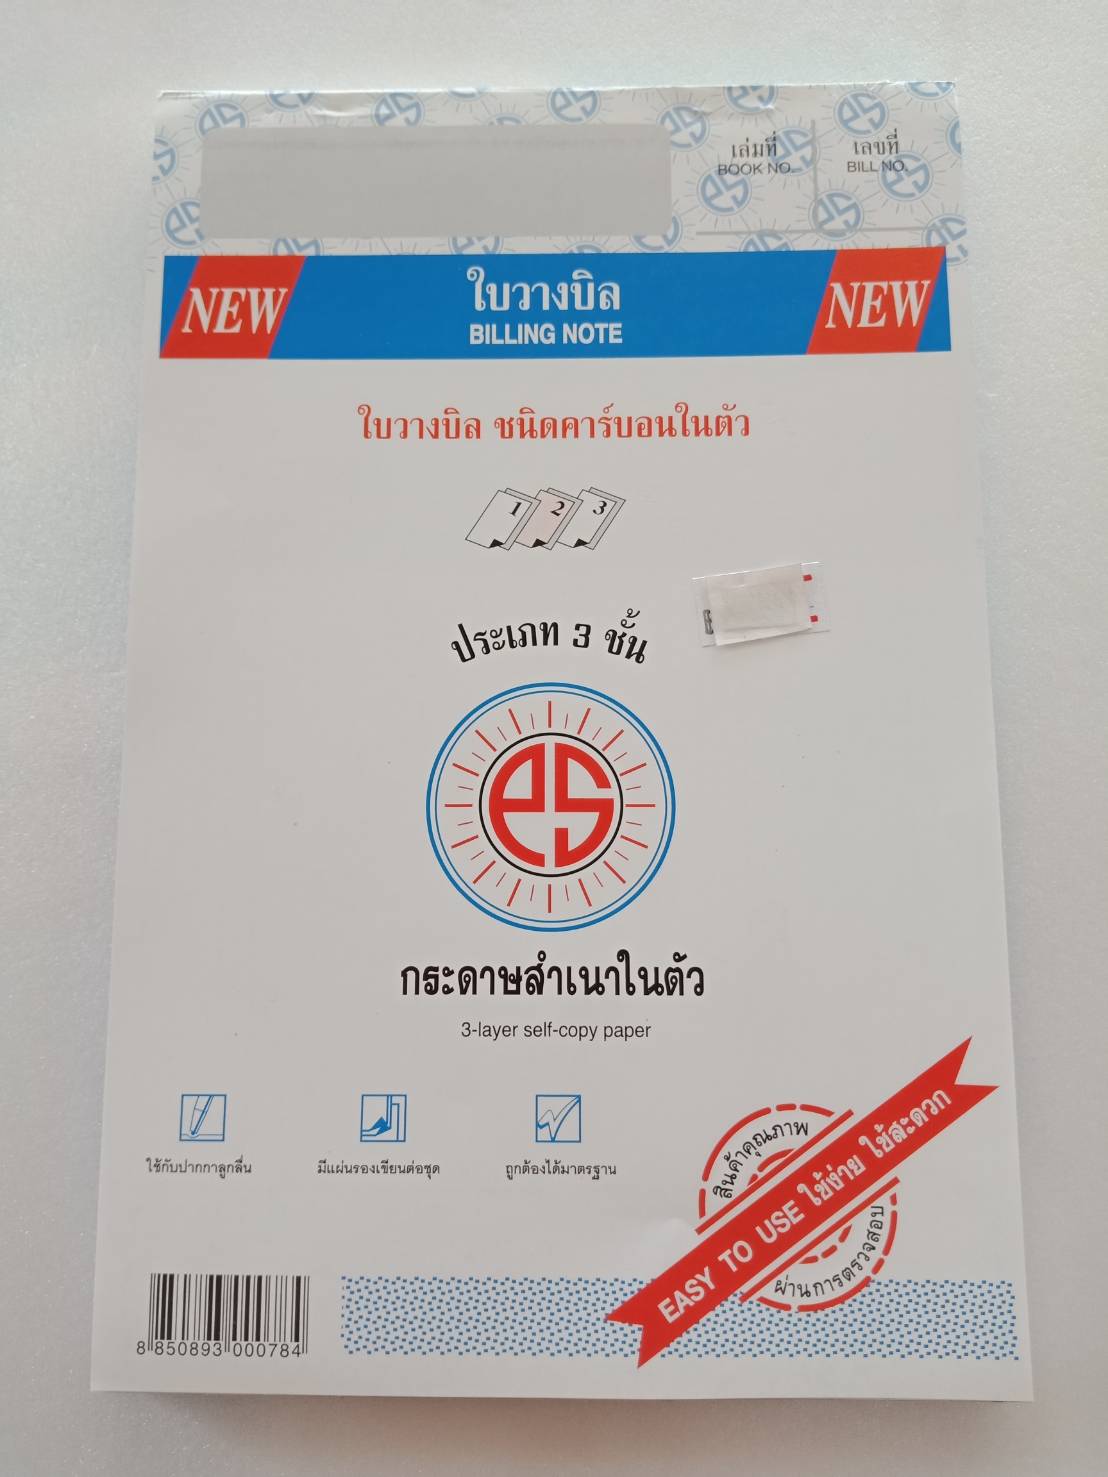 เล่มที่
BOOK NO.
เลขที่
BILL NO.
NEW
ใบวางบิล
BILLING NOTE
NEW
ใบวางบิล ชนิดคาร์บอนในตัว
1 2 3
ประเภท 3 ชั้น
es
กระดาษสำเนาในตัว
3-layer self-copy paper
ใช้กับปากกาลูกลื่น
มีแผ่นรองเขียนต่อชุด
ถูกต้องได้มาตรฐาน
สินค้าคุณภาพ
EASY TO USE ใช้ง่าย ใช้สะดวก
ผ่านการตรวจสอบ
8 850893 000784